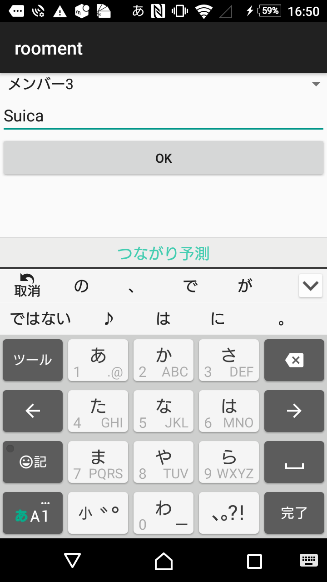 あ 59% 16:50
rooment
メンバー3
Suica
OK
つながり予測
取消 の 、 で が
ではない ♪ は に 。
ツール あ 1 .@ か 2 ABC さ 3 DEF
た 4 GHI な 5 JKL は 6 MNO
記 ま 7 PQRS や 8 TUV ら 9 WXYZ
あA1 小゛゜ わ 0 ー 、。?! 完了